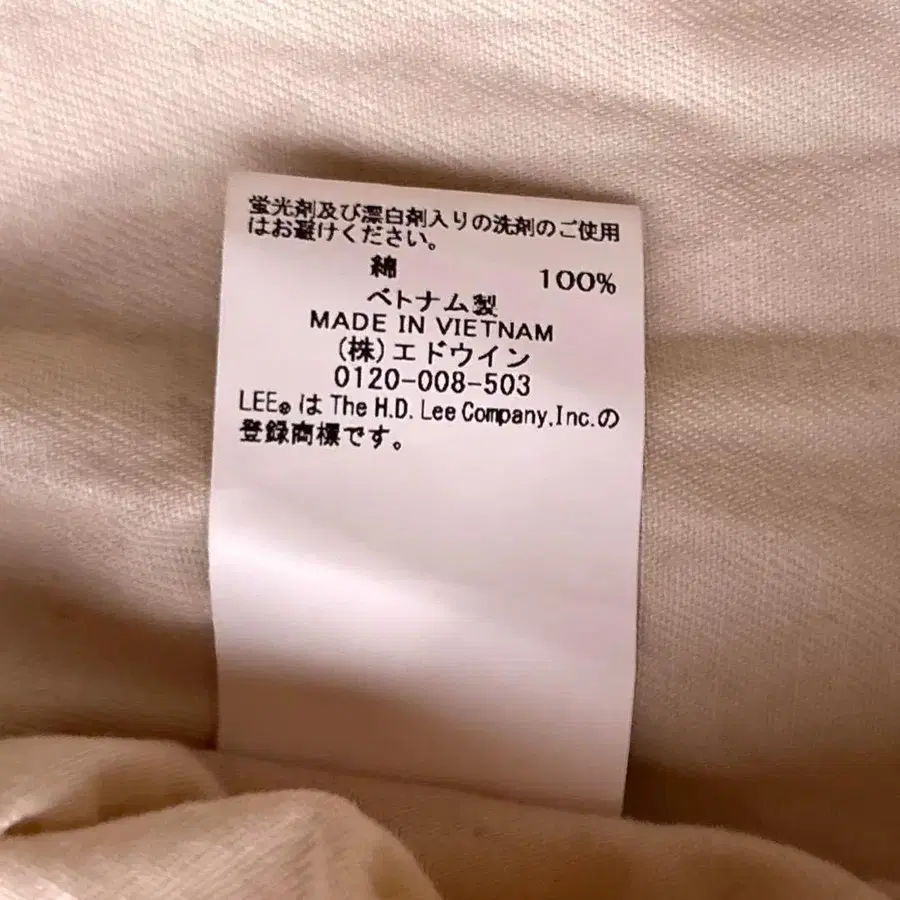 蛍光剤及び漂白剤入りの洗剤のご使用
はお避けください。
綿 100%
ベトナム製
MADE IN VIETNAM
(株)エドウイン
0120-008-503
LEE® は The H.D. Lee Company,Inc.の
登録商標です。